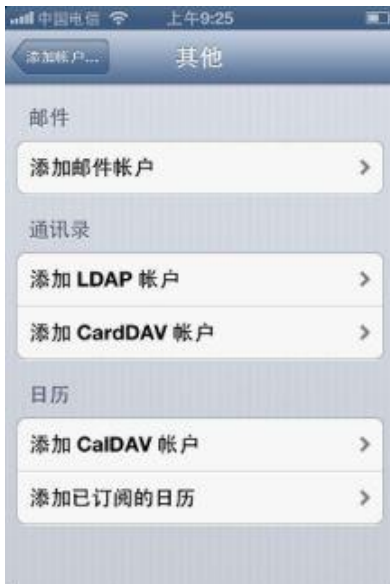 中国电信 上午9:25
添加帐户... 其他
邮件
添加邮件帐户
通讯录
添加 LDAP 帐户
添加 CardDAV 帐户
日历
添加 CalDAV 帐户
添加已订阅的日历